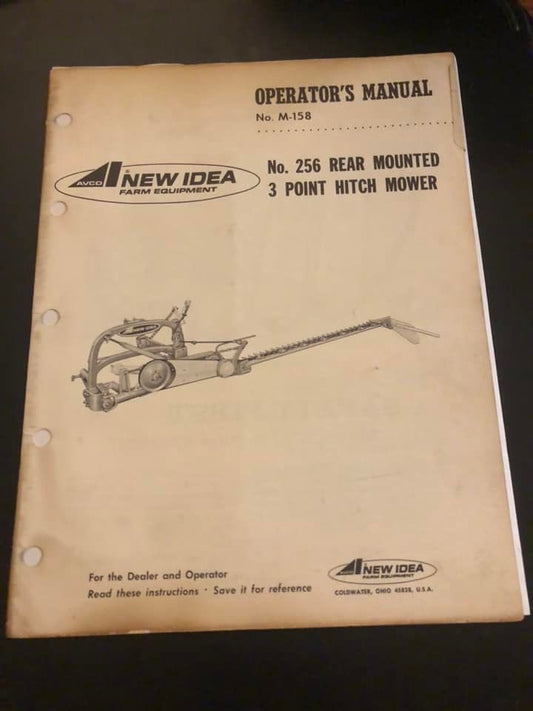 OPERATOR'S MANUAL
No. M-158
AVCO NEW IDEA
FARM EQUIPMENT
No. 256 REAR MOUNTED
3 POINT HITCH MOWER
For the Dealer and Operator
Read these instructions · Save it for reference
NEW IDEA
FARM EQUIPMENT
COLDWATER, OHIO 45828, U.S.A.